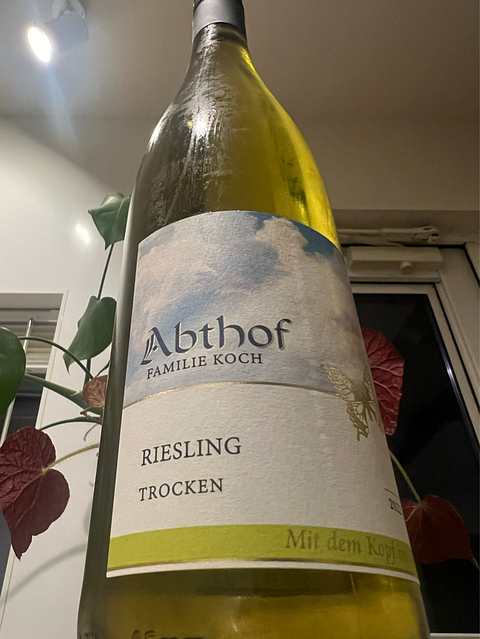 Abthof
FAMILIE KOCH
RIESLING
TROCKEN
Mit dem Kopf